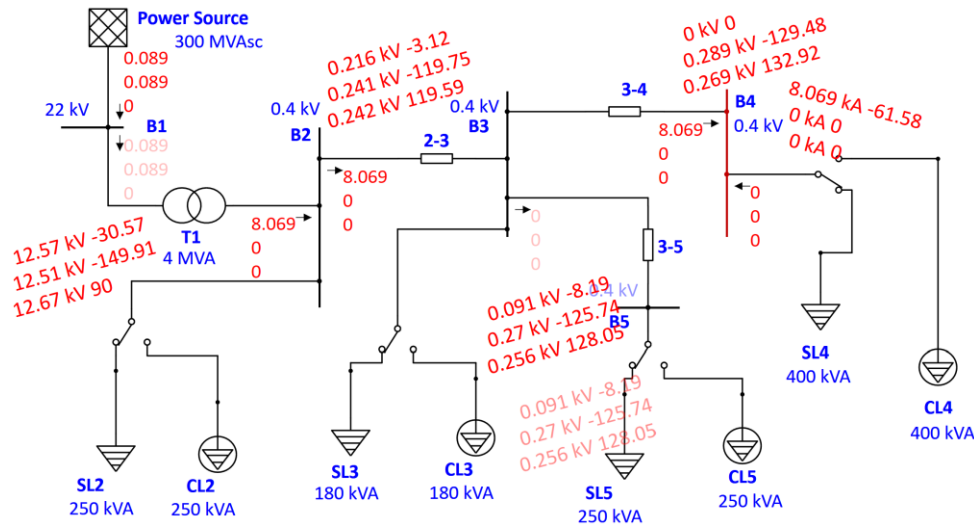 Power Source
300 MVAsc
0.089
0.089
0
22 kV
B1
0.089
0.089
0
12.57 kV -30.57
12.51 kV -149.91
12.67 kV 90
T1
4 MVA
8.069
0
0
0.216 kV -3.12
0.241 kV -119.75
0.242 kV 119.59
0.4 kV
B2
8.069
0
0
2-3
0.4 kV
B3
0
0
0
3-4
8.069
0
0
0 kV 0
0.289 kV -129.48
0.269 kV 132.92
B4
0.4 kV
8.069 kA -61.58
0 kA 0
0 kA 0
0
0
0
3-5
0.4 kV
B5
0.091 kV -8.19
0.27 kV -125.74
0.256 kV 128.05
0.091 kV -8.19
0.27 kV -125.74
0.256 kV 128.05
SL2
250 kVA
CL2
250 kVA
SL3
180 kVA
CL3
180 kVA
SL5
250 kVA
CL5
250 kVA
SL4
400 kVA
CL4
400 kVA